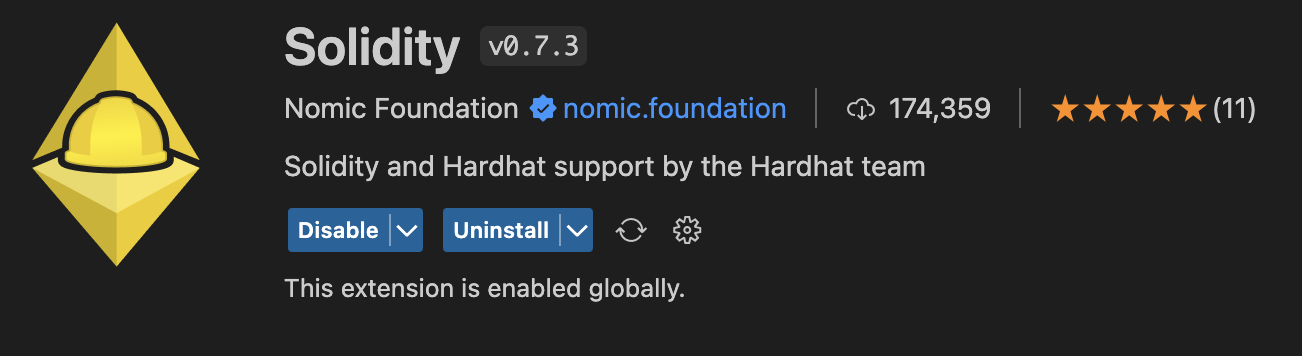 Solidity v0.7.3
Nomic Foundation nomic.foundation 174,359 (11)
Solidity and Hardhat support by the Hardhat team
Disable Uninstall
This extension is enabled globally.